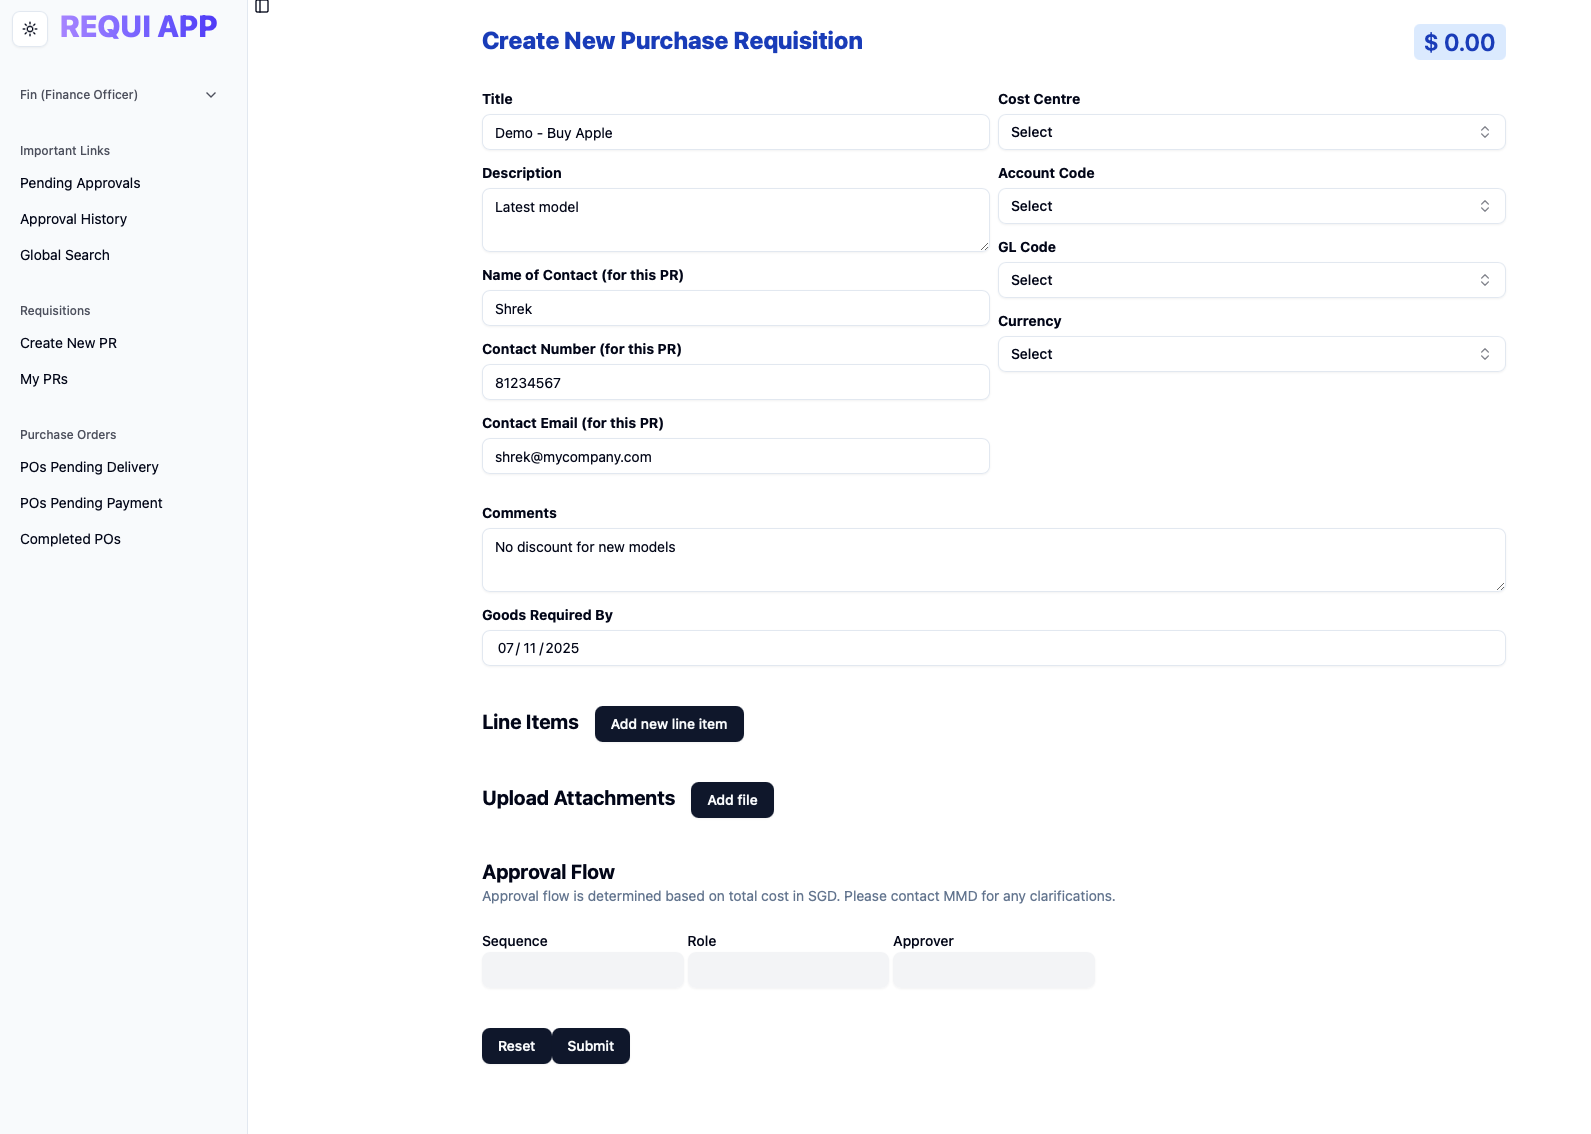 REQUI APP
Fin (Finance Officer)
Important Links
Pending Approvals
Approval History
Global Search
Requisitions
Create New PR
My PRs
Purchase Orders
POs Pending Delivery
POs Pending Payment
Completed POs
Create New Purchase Requisition
$ 0.00
Title
Demo - Buy Apple
Description
Latest model
Name of Contact (for this PR)
Shrek
Contact Number (for this PR)
81234567
Contact Email (for this PR)
shrek@mycompany.com
Cost Centre
Select
Account Code
Select
GL Code
Select
Currency
Select
Comments
No discount for new models
Goods Required By
07/11/2025
Line Items
Add new line item
Upload Attachments
Add file
Approval Flow
Approval flow is determined based on total cost in SGD. Please contact MMD for any clarifications.
Sequence
Role
Approver
Reset
Submit